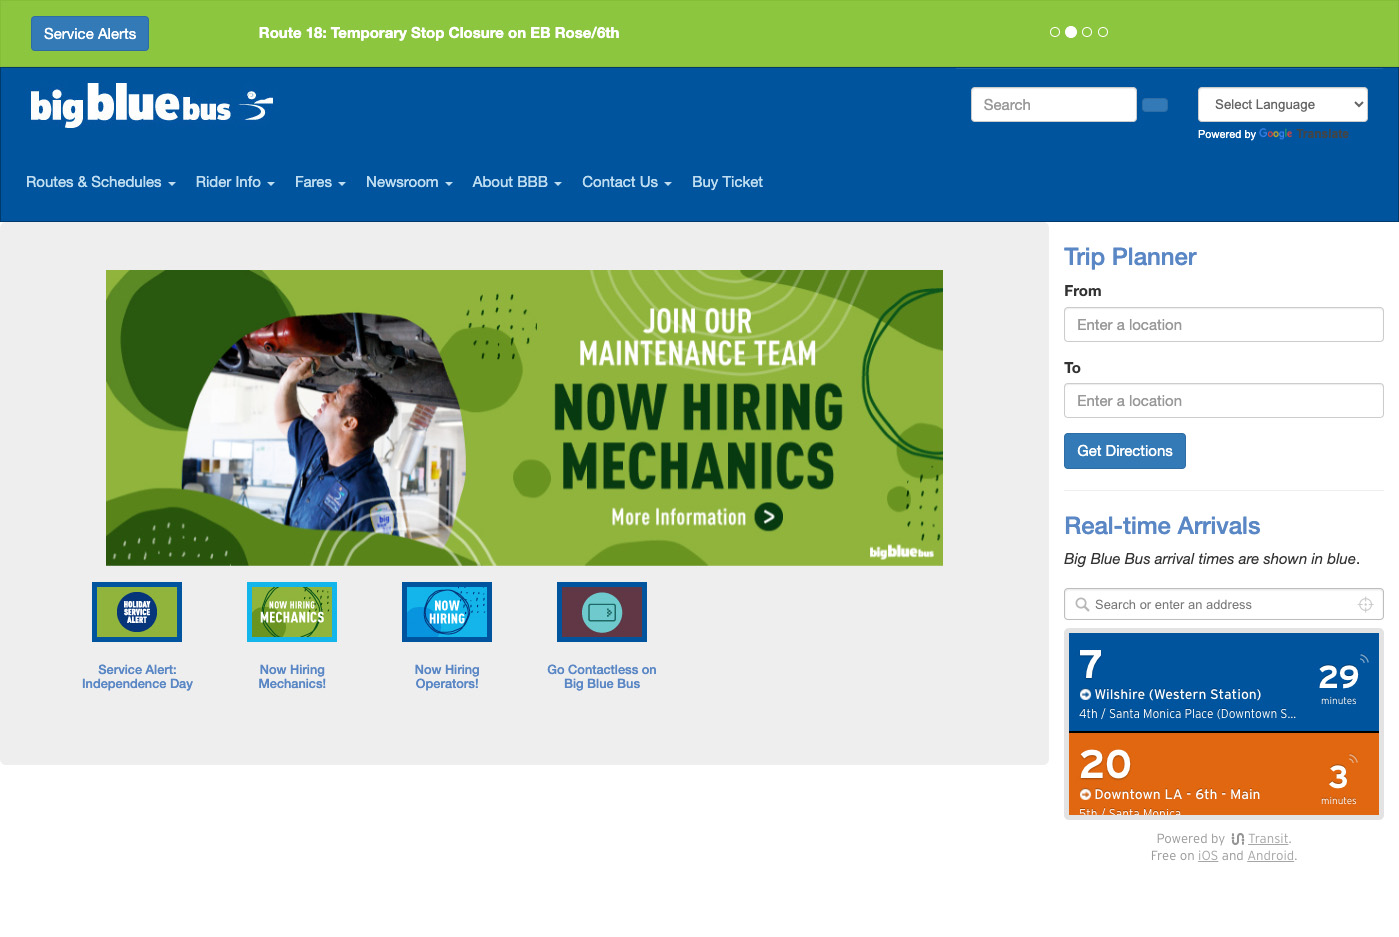 Service Alerts
Route 18: Temporary Stop Closure on EB Rose/6th
big blue bus
Search
Select Language
Powered by Google Translate
Routes & Schedules
Rider Info
Fares
Newsroom
About BBB
Contact Us
Buy Ticket
JOIN OUR
MAINTENANCE TEAM
NOW HIRING
MECHANICS
More Information >
big blue bus
HOLIDAY
SERVICE
ALERT
NOW HIRING
MECHANICS
NOW
HIRING
Service Alert:
Independence Day
Now Hiring
Mechanics!
Now Hiring
Operators!
Go Contactless on
Big Blue Bus
Trip Planner
From
Enter a location
To
Enter a location
Get Directions
Real-time Arrivals
Big Blue Bus arrival times are shown in blue.
Search or enter an address
7
Wilshire (Western Station)
4th / Santa Monica Place (Downtown S...
29
minutes
20
Downtown LA - 6th - Main
5th / Santa Monica
3
minutes
Powered by Transit.
Free on iOS and Android.